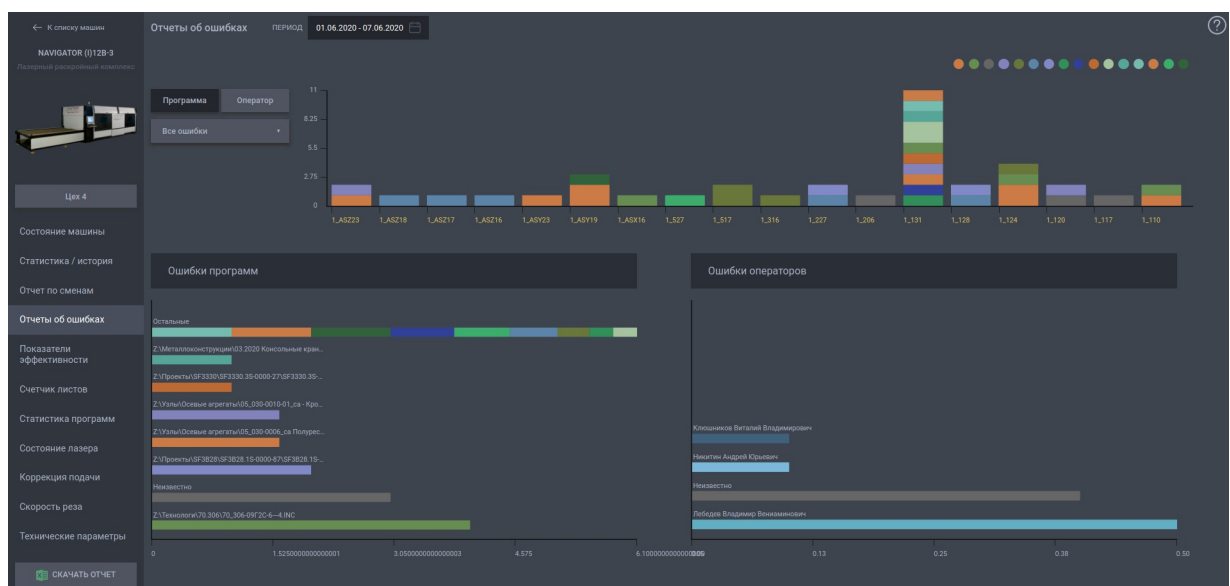 ← К списку машин
Отчеты об ошибках
ПЕРИОД
01.06.2020 - 07.06.2020
?
NAVIGATOR (I)12B-3
Лазерный раскройный комплекс
Цех 4
Состояние машины
Статистика / история
Отчет по сменам
Отчеты об ошибках
Показатели
эффективности
Счетчик листов
Статистика программ
Состояние лазера
Коррекция подачи
Скорость реза
Технические параметры
СКАЧАТЬ ОТЧЕТ
Программа
Оператор
Все ошибки
11
8.25
5.5
2.75
0
1_ASZ23
1_ASZ18
1_ASZ17
1_ASZ16
1_ASY23
1_ASY19
1_ASX16
1_527
1_517
1_316
1_227
1_206
1_131
1_128
1_124
1_120
1_117
1_110
Ошибки программ
Остальные
Z:\Металлоконструкции\03.2020 Консольные кран...
Z:\Проекты\SF3330\SF3330.3S-0000-27\SF3330.3S-...
Z:\Узлы\Осевые агрегаты\05_030-0010-01_са - Кро...
Z:\Узлы\Осевые агрегаты\05_030-0006_са Полурес...
Z:\Проекты\SF3B28\SF3B28.1S-0000-87\SF3B28.1S-...
Неизвестно
Z:\Технологи\70.306\70_306-09Г2С-6---4.INC
0
1.5250000000000001
3.0500000000000003
4.575
Ошибки операторов
Клюшников Виталий Владимирович
Никитин Андрей Юрьевич
Неизвестно
Лебедев Владимир Вениаминович
0.13
0.25
0.38
0.50